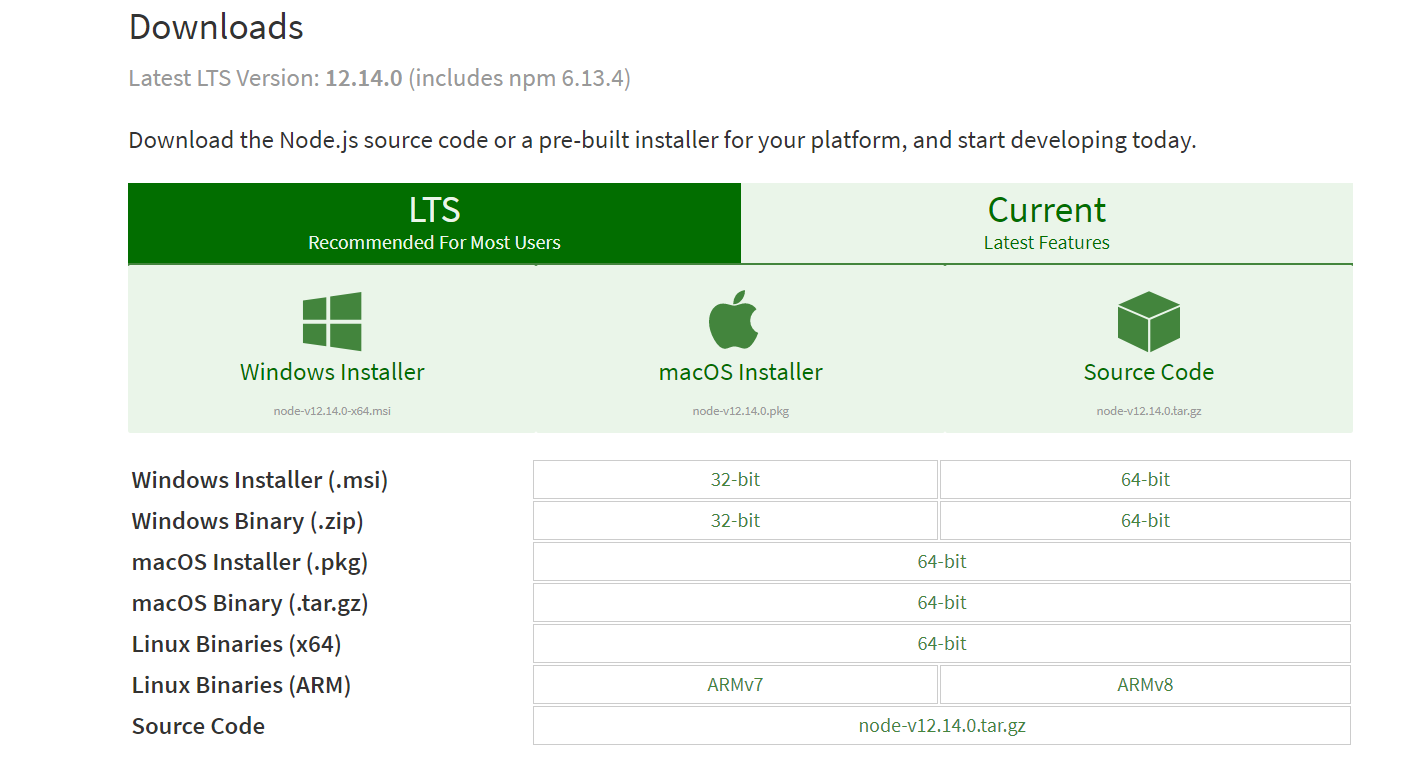 Downloads
Latest LTS Version: 12.14.0 (includes npm 6.13.4)
Download the Node.js source code or a pre-built installer for your platform, and start developing today.
LTS
Recommended For Most Users
Current
Latest Features
Windows Installer
node-v12.14.0-x64.msi
macOS Installer
node-v12.14.0.pkg
Source Code
node-v12.14.0.tar.gz
Windows Installer (.msi) 32-bit 64-bit
Windows Binary (.zip) 32-bit 64-bit
macOS Installer (.pkg) 64-bit
macOS Binary (.tar.gz) 64-bit
Linux Binaries (x64) 64-bit
Linux Binaries (ARM) ARMv7 ARMv8
Source Code node-v12.14.0.tar.gz